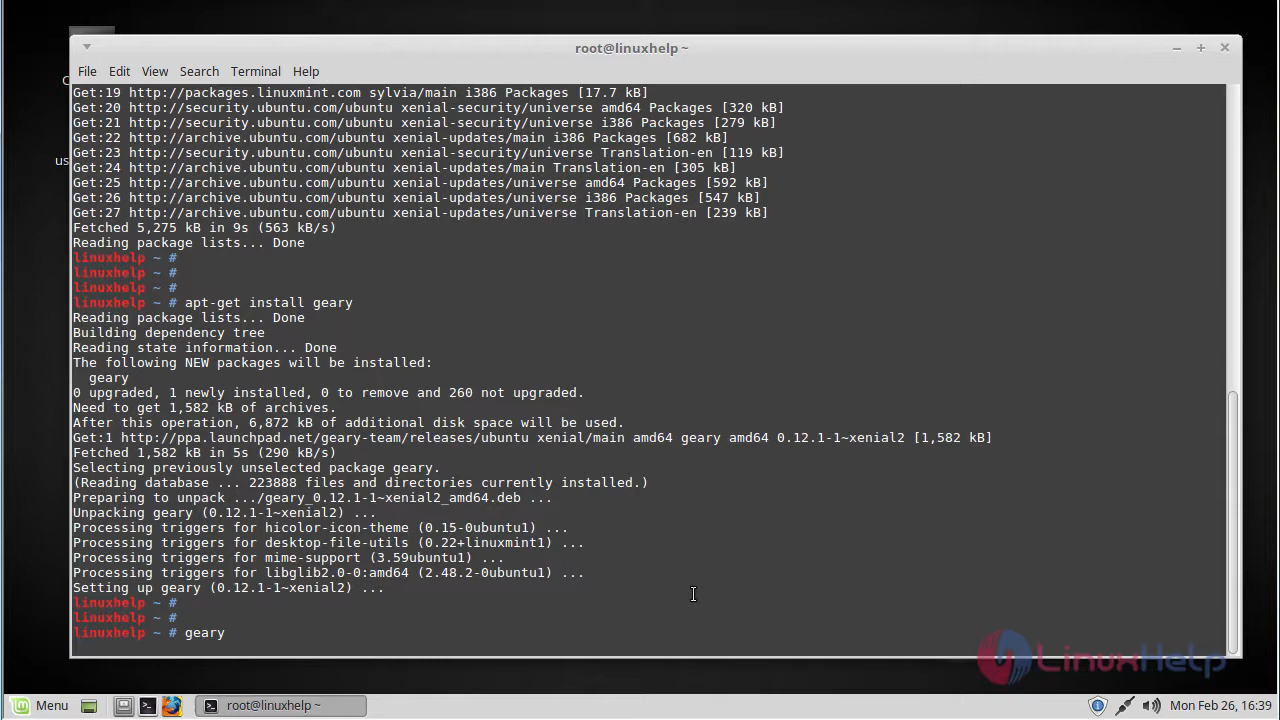 root@linuxhelp ~
File Edit View Search Terminal Help
Get:19 http://packages.linuxmint.com sylvia/main i386 Packages [17.7 kB]
Get:20 http://security.ubuntu.com/ubuntu xenial-security/universe amd64 Packages [320 kB]
Get:21 http://security.ubuntu.com/ubuntu xenial-security/universe i386 Packages [279 kB]
Get:22 http://archive.ubuntu.com/ubuntu xenial-updates/main i386 Packages [682 kB]
Get:23 http://security.ubuntu.com/ubuntu xenial-security/universe Translation-en [119 kB]
Get:24 http://archive.ubuntu.com/ubuntu xenial-updates/main Translation-en [305 kB]
Get:25 http://archive.ubuntu.com/ubuntu xenial-updates/universe amd64 Packages [592 kB]
Get:26 http://archive.ubuntu.com/ubuntu xenial-updates/universe i386 Packages [547 kB]
Get:27 http://archive.ubuntu.com/ubuntu xenial-updates/universe Translation-en [239 kB]
Fetched 5,275 kB in 9s (563 kB/s)
Reading package lists... Done
linuxhelp ~ #
linuxhelp ~ #
linuxhelp ~ #
linuxhelp ~ # apt-get install geary
Reading package lists... Done
Building dependency tree
Reading state information... Done
The following NEW packages will be installed:
geary
0 upgraded, 1 newly installed, 0 to remove and 260 not upgraded.
Need to get 1,582 kB of archives.
After this operation, 6,872 kB of additional disk space will be used.
Get:1 http://ppa.launchpad.net/geary-team/releases/ubuntu xenial/main amd64 geary amd64 0.12.1-1~xenial2 [1,582 kB]
Fetched 1,582 kB in 5s (290 kB/s)
Selecting previously unselected package geary.
(Reading database ... 223888 files and directories currently installed.)
Preparing to unpack .../geary_0.12.1-1~xenial2_amd64.deb ...
Unpacking geary (0.12.1-1~xenial2) ...
Processing triggers for hicolor-icon-theme (0.15-0ubuntu1) ...
Processing triggers for desktop-file-utils (0.22+linuxmint1) ...
Processing triggers for mime-support (3.59ubuntu1) ...
Processing triggers for libglib2.0-0:amd64 (2.48.2-0ubuntu1) ...
Setting up geary (0.12.1-1~xenial2) ...
linuxhelp ~ #
linuxhelp ~ #
linuxhelp ~ # geary
LinuxHelp
Menu root@linuxhelp ~ Mon Feb 26, 16:39